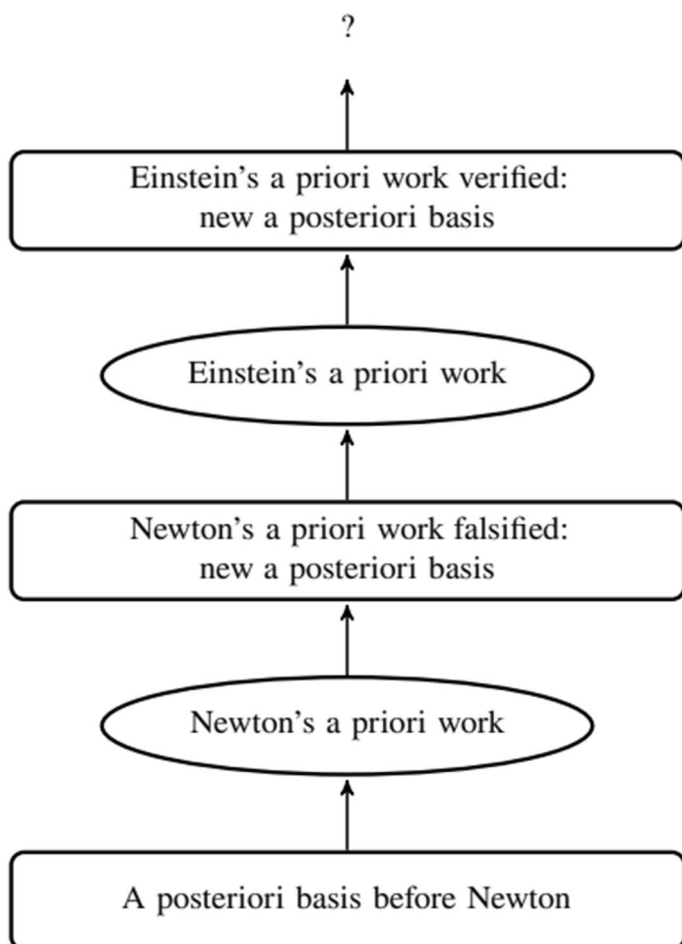 ?
Einstein's a priori work verified:
new a posteriori basis
Einstein's a priori work
Newton's a priori work falsified:
new a posteriori basis
Newton's a priori work
A posteriori basis before Newton